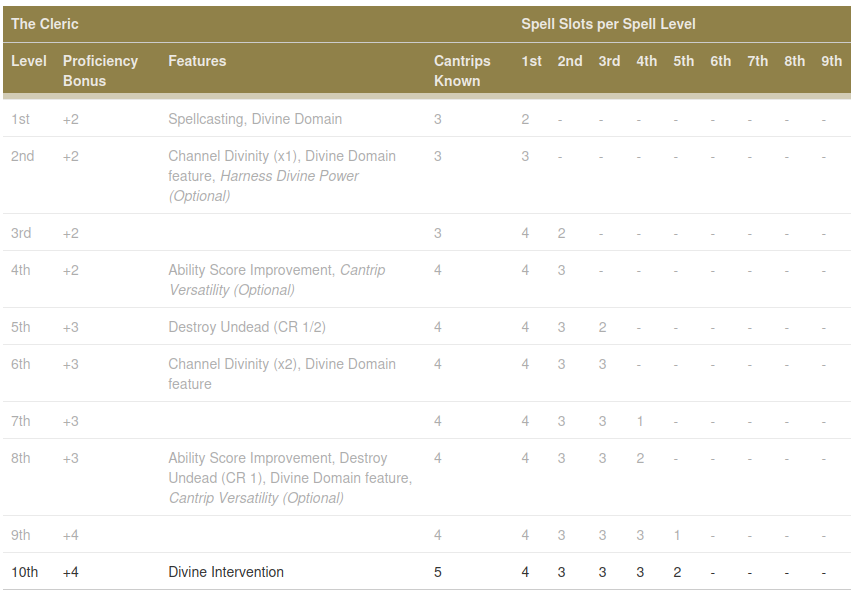 The Cleric Spell Slots per Spell Level
Level Proficiency Bonus Features Cantrips Known 1st 2nd 3rd 4th 5th 6th 7th 8th 9th
1st +2 Spellcasting, Divine Domain 3 2 - - - - - - - -
2nd +2 Channel Divinity (x1), Divine Domain 3 3 - - - - - - - -
feature, Harness Divine Power
(Optional)
3rd +2 3 4 2 - - - - - - -
4th +2 Ability Score Improvement, Cantrip 4 4 3 - - - - - - -
Versatility (Optional)
5th +3 Destroy Undead (CR 1/2) 4 4 3 2 - - - - - -
6th +3 Channel Divinity (x2), Divine Domain 4 4 3 3 - - - - - -
feature
7th +3 4 4 3 3 1 - - - - -
8th +3 Ability Score Improvement, Destroy 4 4 3 3 2 - - - - -
Undead (CR 1), Divine Domain feature,
Cantrip Versatility (Optional)
9th +4 4 4 3 3 3 1 - - - -
10th +4 Divine Intervention 5 4 3 3 3 2 - - - -